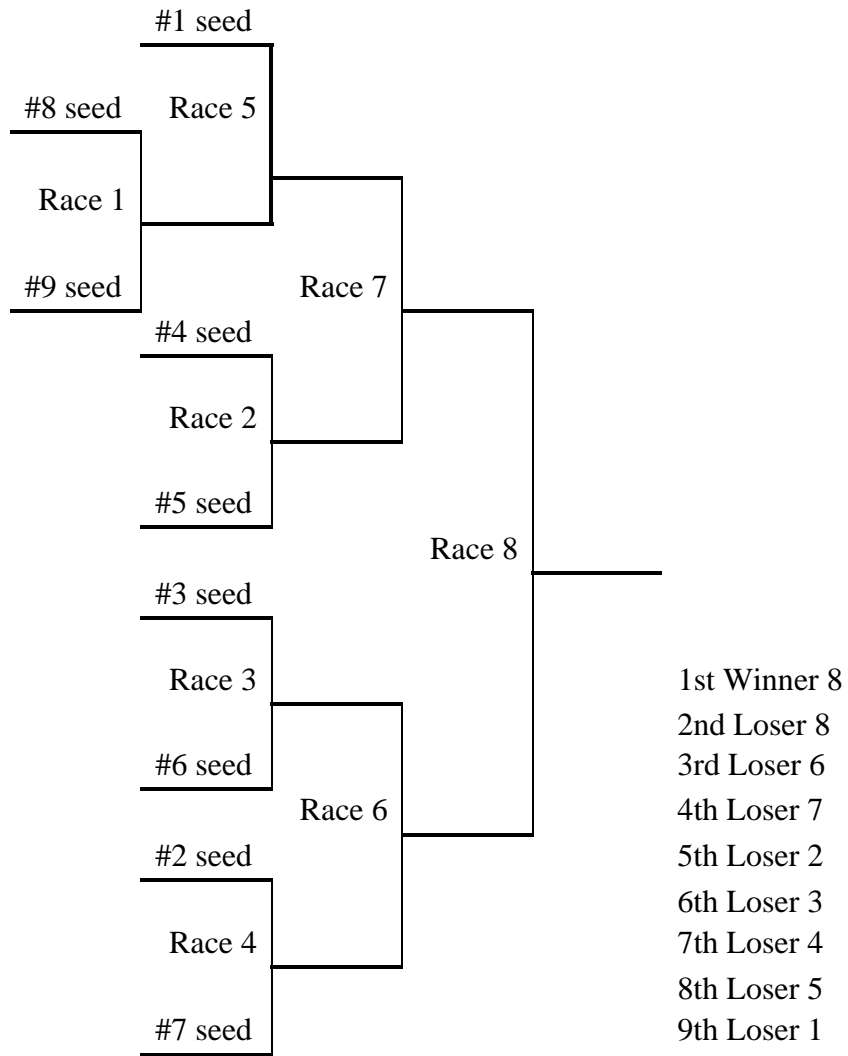 #1 seed
#8 seed
Race 5
Race 1
#9 seed
Race 7
#4 seed
Race 2
#5 seed
Race 8
#3 seed
Race 3
#6 seed
Race 6
#2 seed
Race 4
#7 seed
1st Winner 8
2nd Loser 8
3rd Loser 6
4th Loser 7
5th Loser 2
6th Loser 3
7th Loser 4
8th Loser 5
9th Loser 1